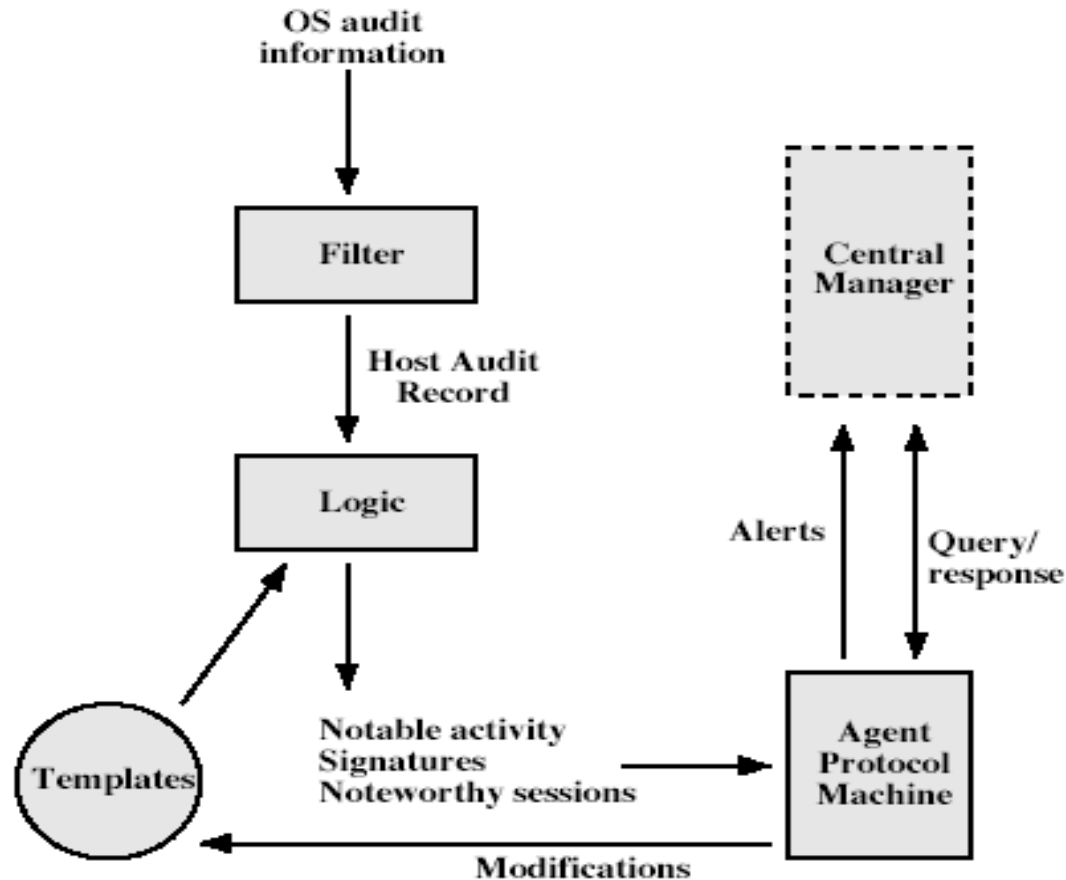 OS audit
information
Filter
Central
Manager
Host Audit
Record
Logic
Alerts
Query/
response
Notable activity
Signatures
Noteworthy sessions
Agent
Protocol
Machine
Templates
Modifications